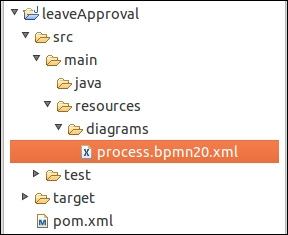 leaveApproval
src
main
java
resources
diagrams
process.bpmn20.xml
test
target
pom.xml